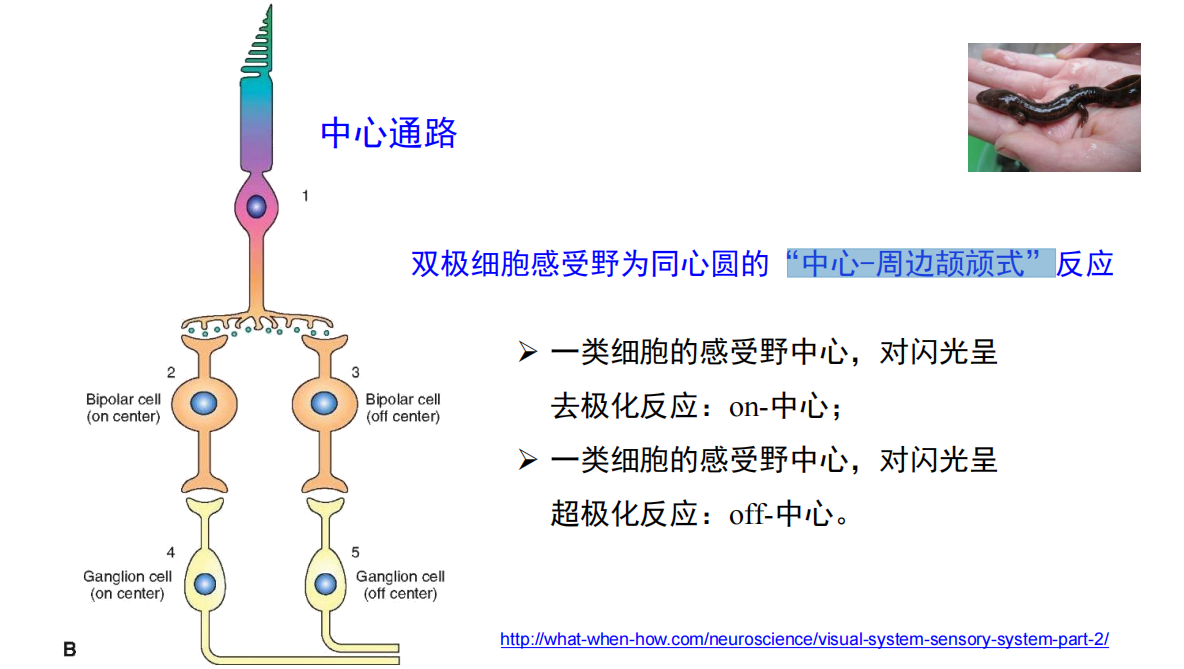 中心通路
1
双极细胞感受野为同心圆的“中心-周边颉颃式”反应
➢ 一类细胞的感受野中心，对闪光呈
去极化反应：on-中心；
➢ 一类细胞的感受野中心，对闪光呈
超极化反应：off-中心。
2
Bipolar cell
(on center)
3
Bipolar cell
(off center)
4
Ganglion cell
(on center)
5
Ganglion cell
(off center)
B
http://what-when-how.com/neuroscience/visual-system-sensory-system-part-2/